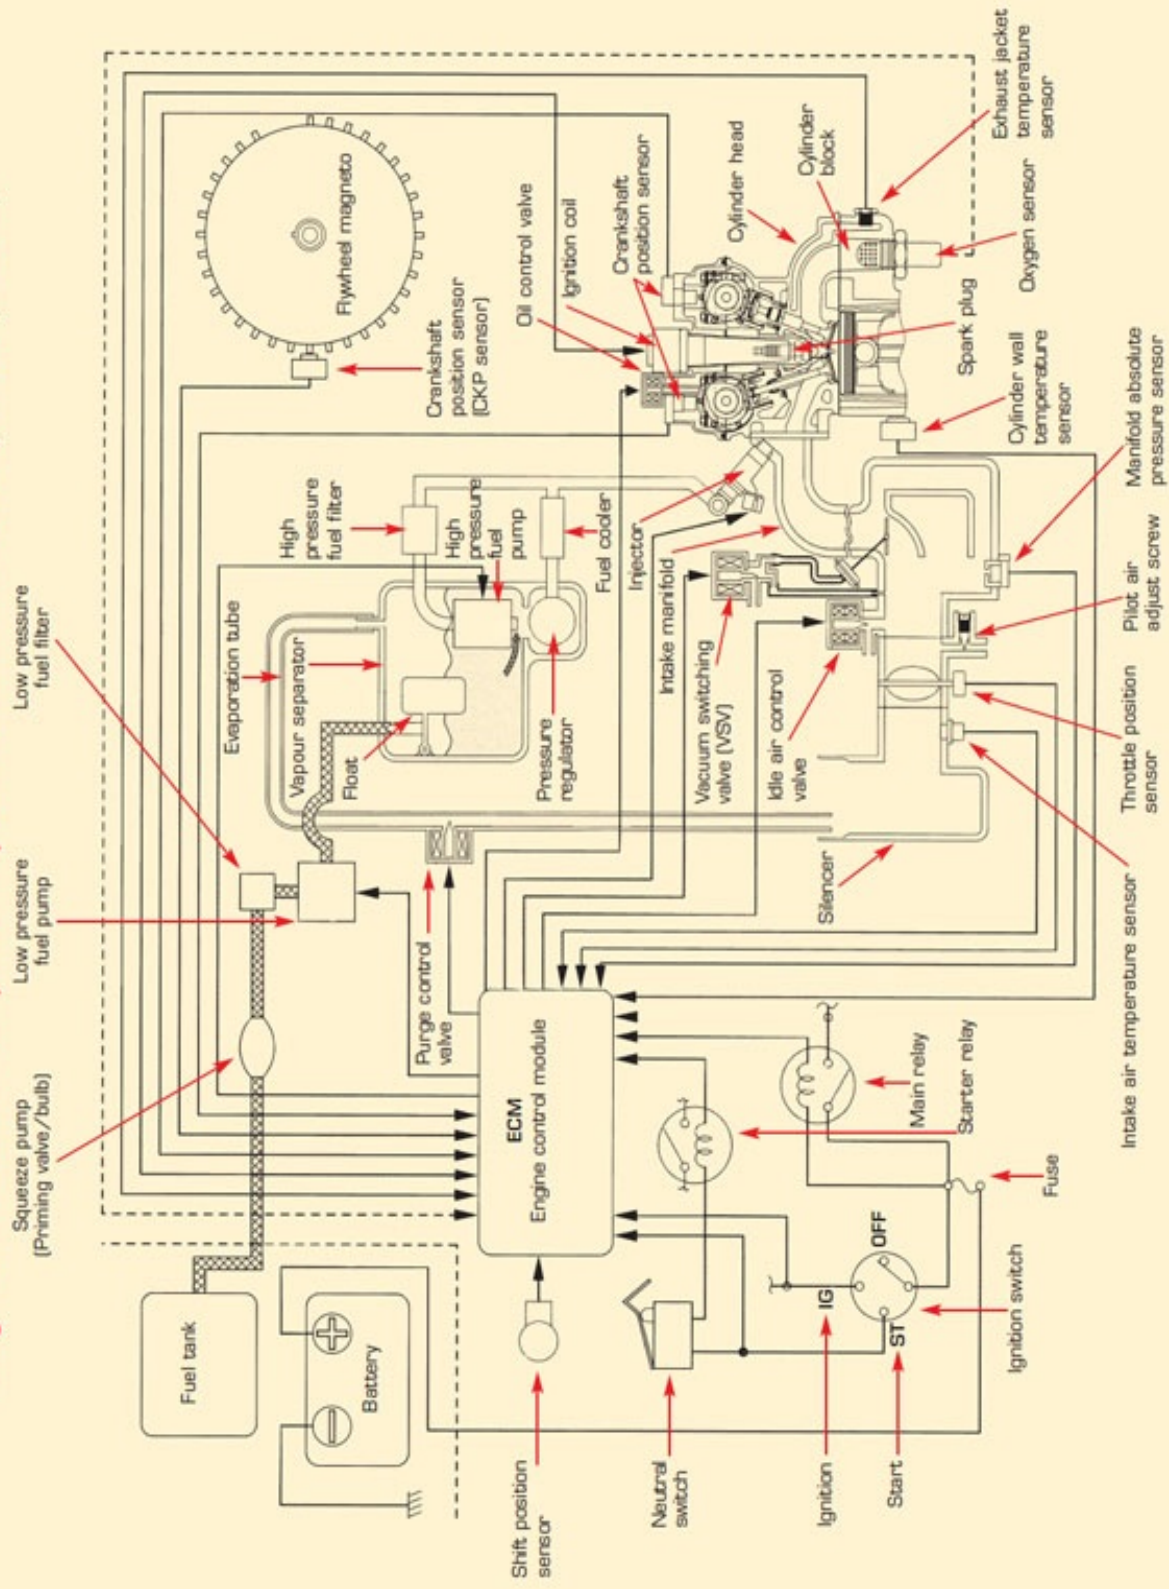 Squeeze pump
(Priming valve/bulb)
Low pressure
fuel pump
Low pressure
fuel filter
Fuel tank
Battery
Evaporation tube
Vapour separator
Float
High
pressure
fuel filter
High
pressure
fuel
pump
Flywheel magneto
Crankshaft
position sensor
(CKP sensor)
Oil control valve
Ignition coil
Crankshaft
position sensor
Cylinder head
Cylinder
block
Exhaust jacket
temperature
sensor
Oxygen sensor
Spark plug
Cylinder wall
temperature
sensor
Manifold absolute
pressure sensor
Pilot air
adjust screw
Throttle position
sensor
Intake air temperature sensor
Purge control
valve
Pressure
regulator
Fuel cooler
Injector
Intake manifold
Vacuum switching
valve (VSV)
Idle air control
valve
Silencer
ECM
Engine control module
Main relay
Starter relay
Fuse
OFF
IG
ST
Ignition switch
Shift position
sensor
Neutral
switch
Ignition
Start